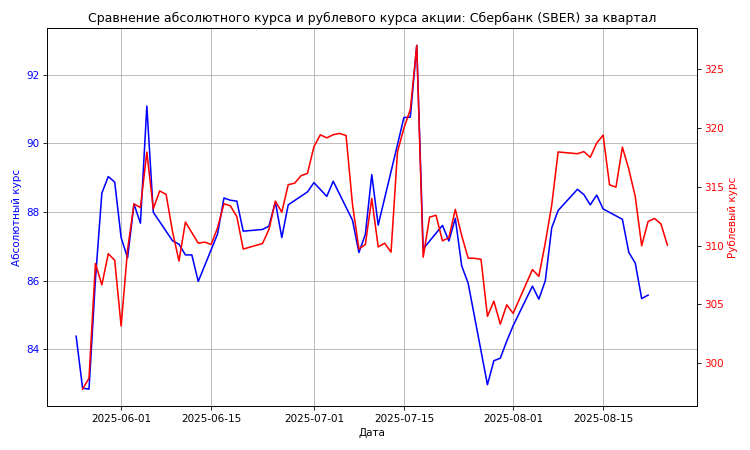 Сравнение абсолютного курса и рублевого курса акции: Сбербанк (SBER) за квартал
92
90
88
86
84
Абсолютный курс
325
320
315
310
305
300
Рублевый курс
2025-06-01 2025-06-15 2025-07-01 2025-07-15 2025-08-01 2025-08-15
Дата